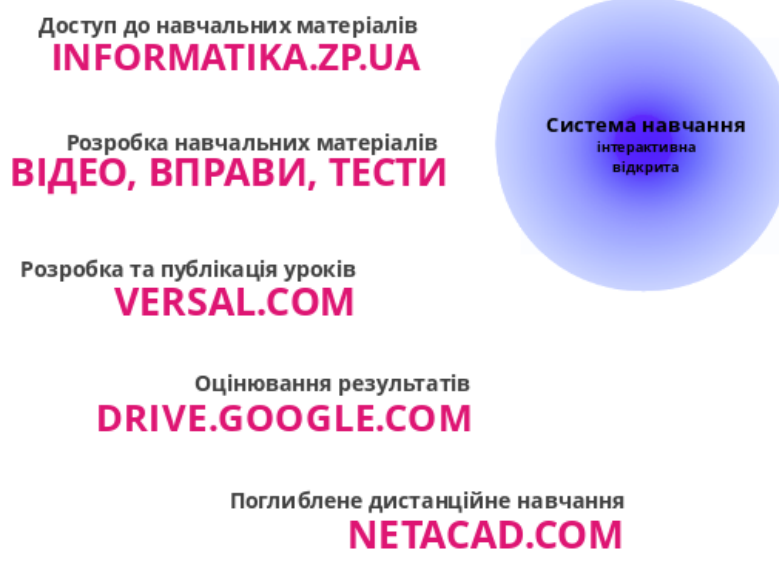 Доступ до навчальних матеріалів
INFORMATIKA.ZP.UA
Розробка навчальних матеріалів
ВІДЕО, ВПРАВИ, ТЕСТИ
Розробка та публікація уроків
VERSAL.COM
Оцінювання результатів
DRIVE.GOOGLE.COM
Поглиблене дистанційне навчання
NETACAD.COM
Система навчання
інтерактивна
відкрита